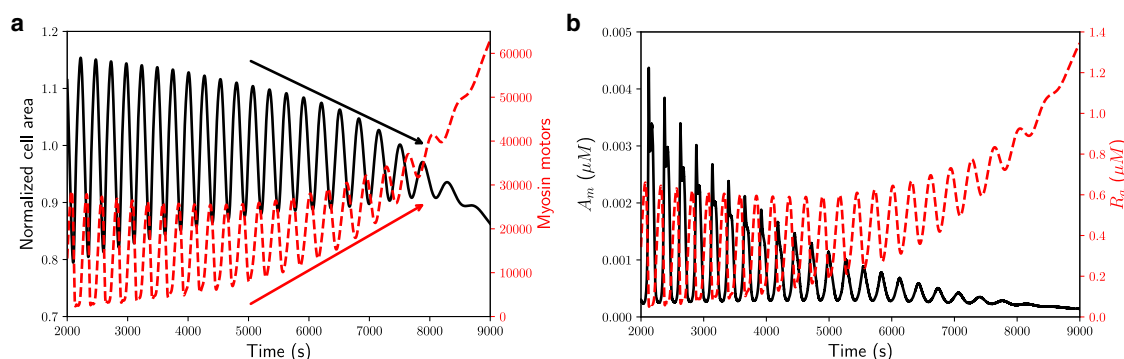 a
1.2
1.1
1.0
0.9
0.8
0.7
Normalized cell area
2000 3000 4000 5000 6000 7000 8000 9000
Time (s)
60000
50000
40000
30000
20000
10000
0
Myosin motors
b
0.005
0.004
0.003
0.002
0.001
0.000
A_m (μM)
2000 3000 4000 5000 6000 7000 8000 9000
Time (s)
1.4
1.2
1.0
0.8
0.6
0.4
0.2
0.0
R_a (μM)